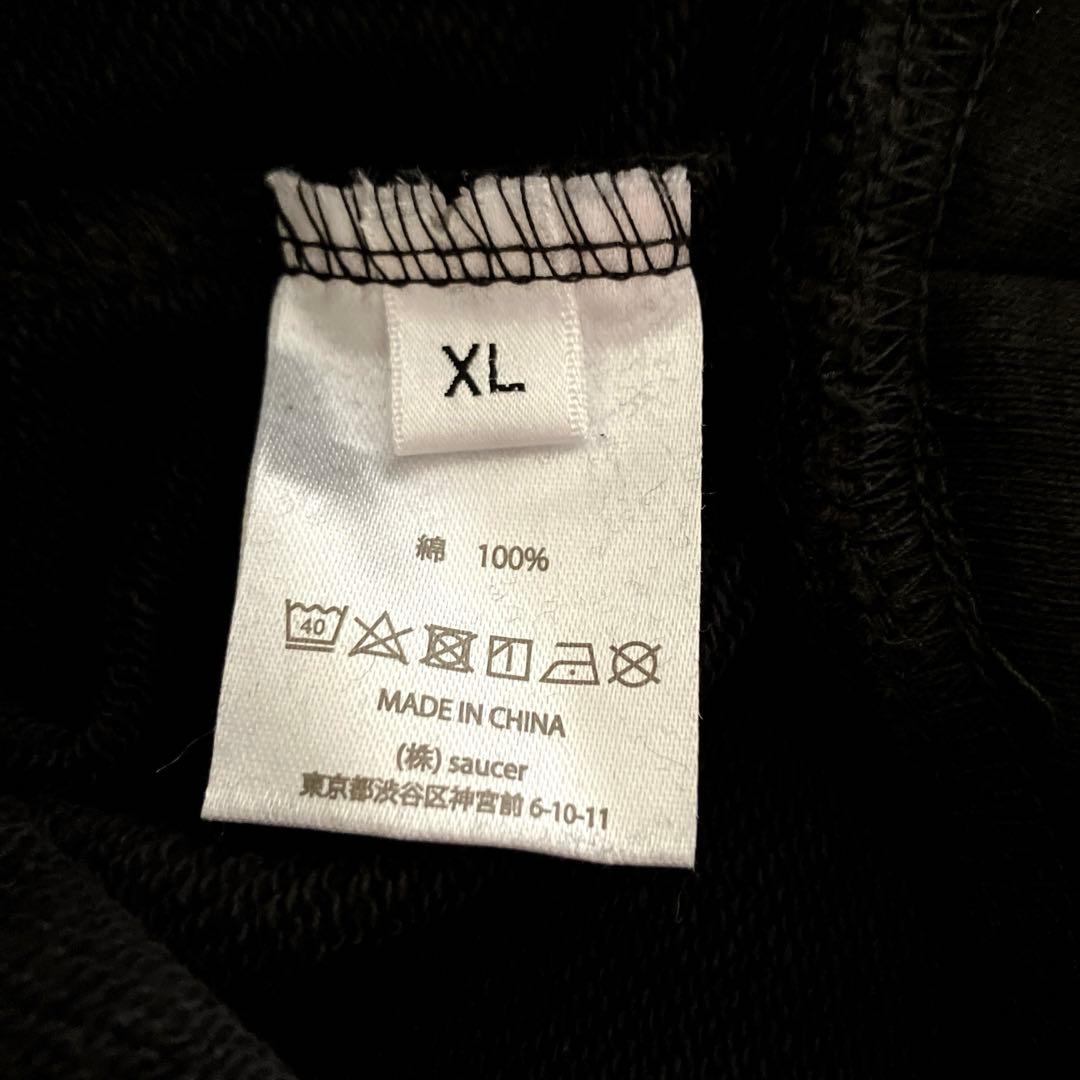 XL
綿 100%
40
MADE IN CHINA
(株) saucer
東京都渋谷区神宮前 6-10-11